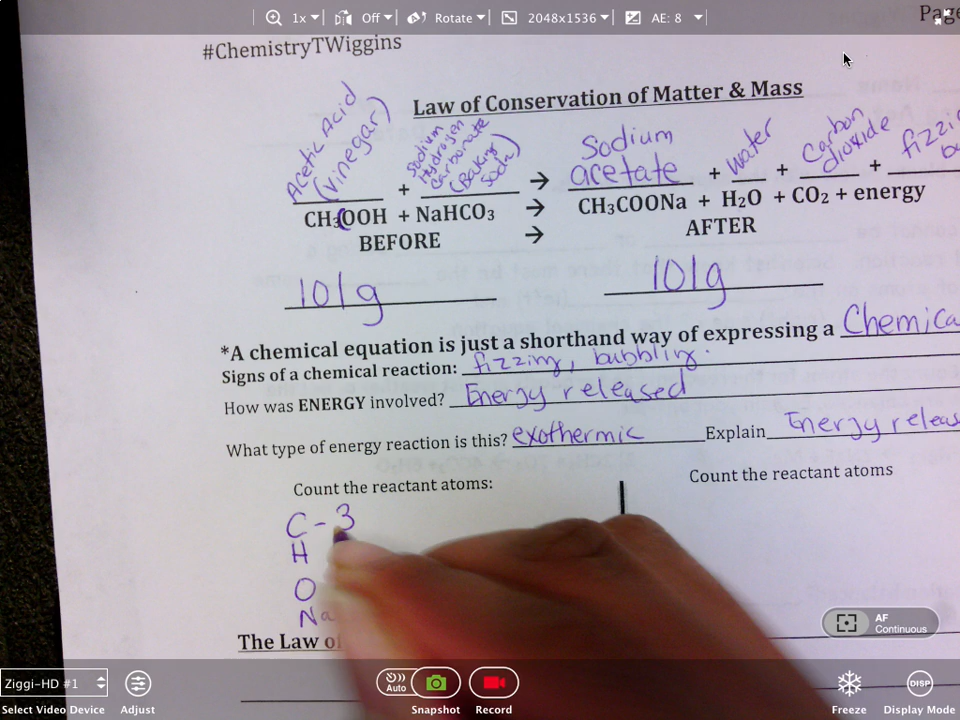 1x Off Rotate 2048x1536 AE: 8
#ChemistryTWiggins
Law of Conservation of Matter & Mass
Acetic Acid (vinegar) + Sodium Hydrogen Carbonate (Baking Soda) → Sodium acetate + water + Carbon dioxide +
CH3COOH + NaHCO3 → CH3COONa + H2O + CO2 + energy
BEFORE → AFTER
101g 101g
*A chemical equation is just a shorthand way of expressing a Chemica
Signs of a chemical reaction: fizzing, bubbling.
How was ENERGY involved? Energy released
What type of energy reaction is this? exothermic Explain Energy releas
Count the reactant atoms: Count the reactant atoms
C - 3
H
O
Na
The Law of
AF Continuous
Ziggi-HD #1 Auto DISP
Select Video Device Adjust Snapshot Record Freeze Display Mode